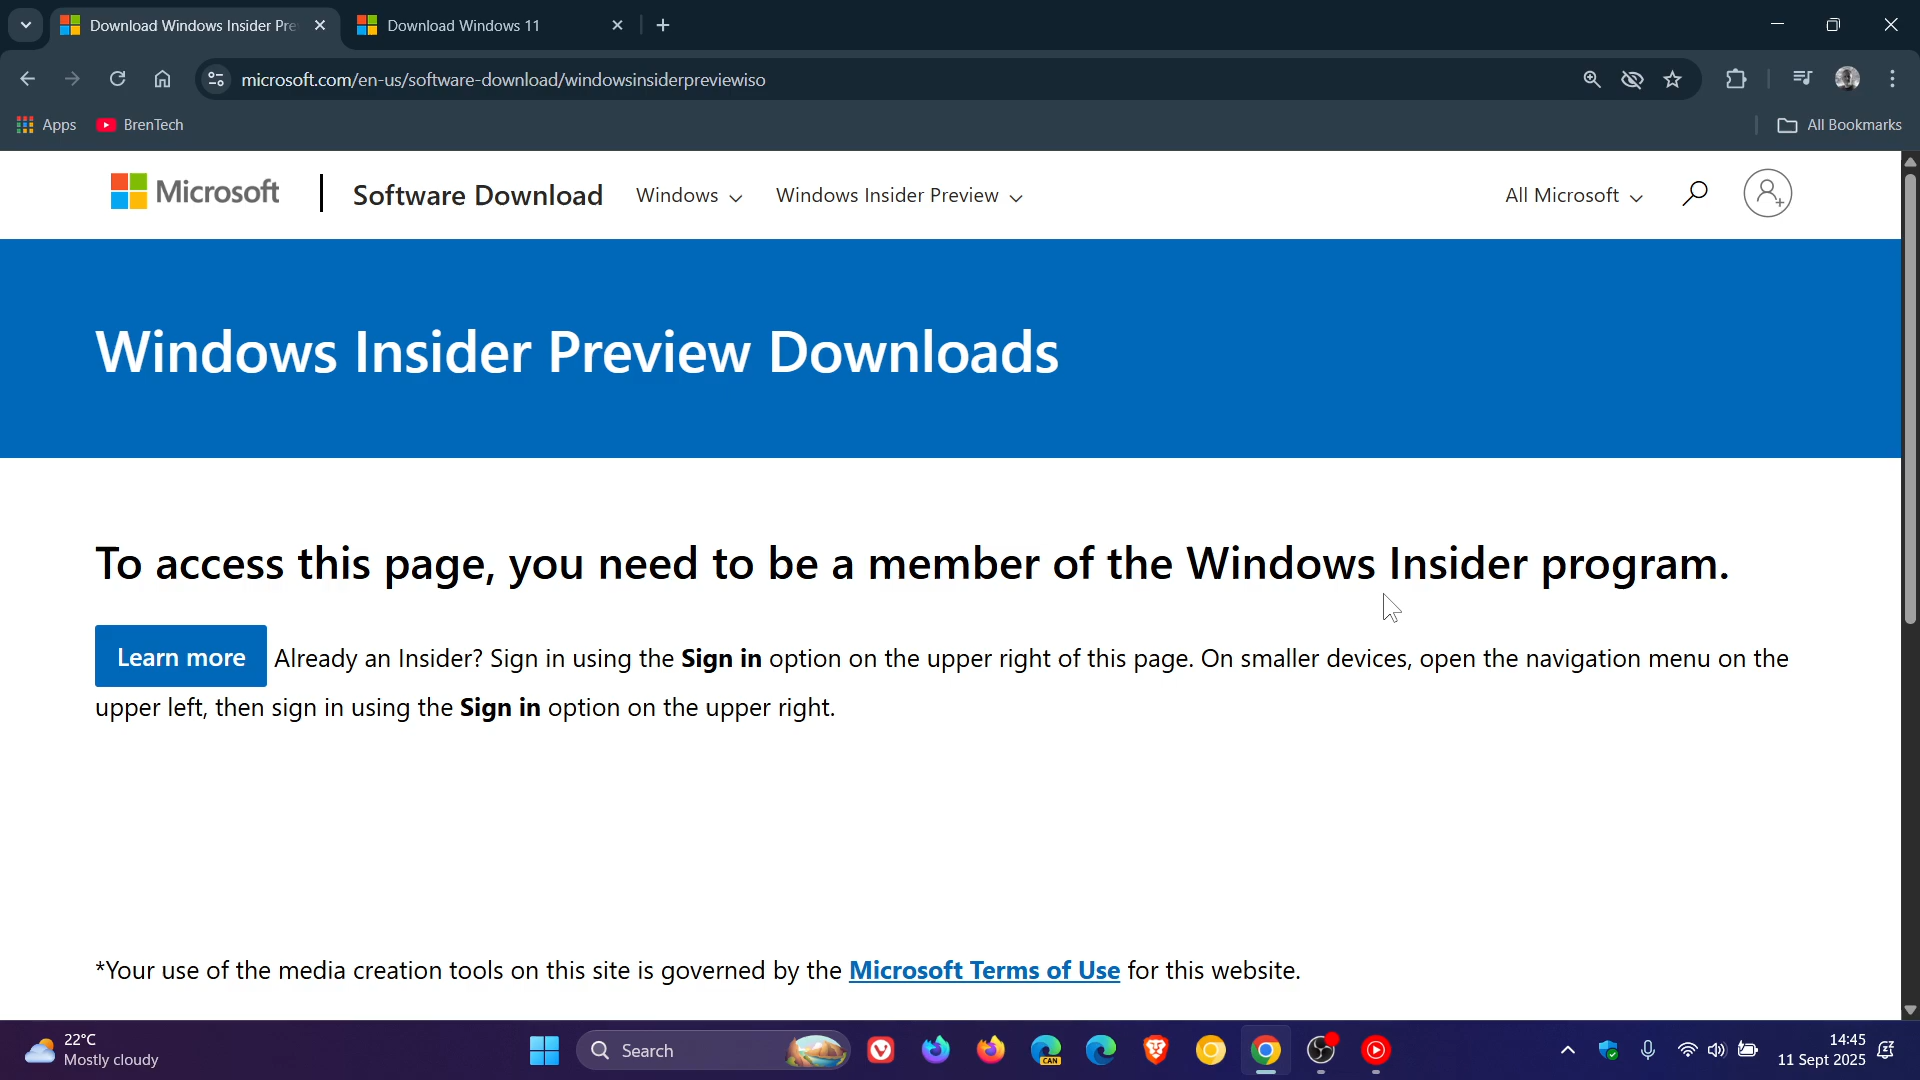 Download Windows Insider Pre
Download Windows 11
microsoft.com/en-us/software-download/windowsinsiderpreviewiso
Apps
BrenTech
All Bookmarks
Microsoft
Software Download
Windows
Windows Insider Preview
All Microsoft
Windows Insider Preview Downloads
To access this page, you need to be a member of the Windows Insider program.
Learn more Already an Insider? Sign in using the Sign in option on the upper right of this page. On smaller devices, open the navigation menu on the
upper left, then sign in using the Sign in option on the upper right.
*Your use of the media creation tools on this site is governed by the Microsoft Terms of Use for this website.
22°C
Mostly cloudy
Search
CAN
14:45
11 Sept 2025